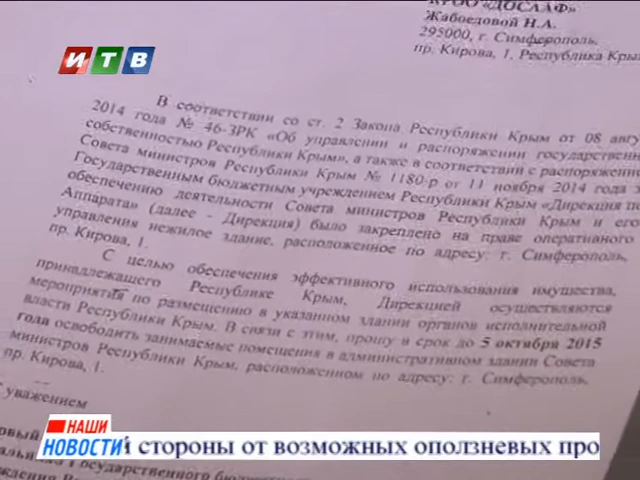 КРОО «ДОСААФ»
Жабоедовой Н.А.
295000, г. Симферополь,
пр. Кирова, 1, Республика Крым
ИТВ
В соответствии со ст. 2 Закона Республики Крым от 08 авгу
2014 года № 46-ЗРК «Об управлении и распоряжении государственн
собственностью Республики Крым», а также в соответствии с распоряжение
Совета министров Республики Крым № 1180-р от 11 ноября 2014 года
Государственным бюджетным учреждением Республики Крым «Дирекция по
обеспечению деятельности Совета министров Республики Крым и его
Аппарата» (далее - Дирекция) было закреплено на праве оперативного
управления нежилое здание, расположенное по адресу: г. Симферополь,
пр. Кирова, 1.
С целью обеспечения эффективного использования имущества,
принадлежащего Республике Крым, Дирекцией осуществляются
мероприятия по размещению в указанном здании органов исполнительной
власти Республики Крым. В связи с этим, прошу в срок до 5 октября 2015
года освободить занимаемые помещения в административном здании Совета
министров Республики Крым, расположенном по адресу: г. Симферополь,
пр. Кирова, 1.
уважением
НАШИ
НОВОСТИ
й стороны от возможных оползневых про
Государственного